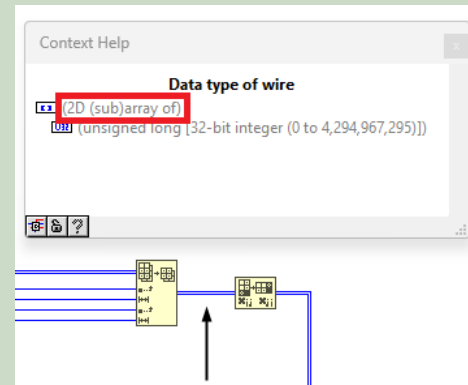 Context Help
x
Data type of wire
(2D (sub)array of)
U32 (unsigned long [32-bit integer (0 to 4,294,967,295)])
?